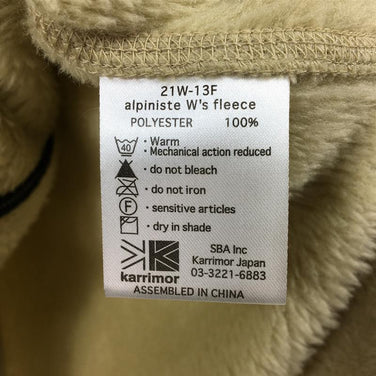 21W-13F
alpiniste W's fleece
POLYESTER 100%
40 · Warm
· Mechanical action reduced
· do not bleach
· do not iron
F · sensitive articles
· dry in shade
karrimor
SBA Inc
Karrimor Japan
03-3221-6883
ASSEMBLED IN CHINA